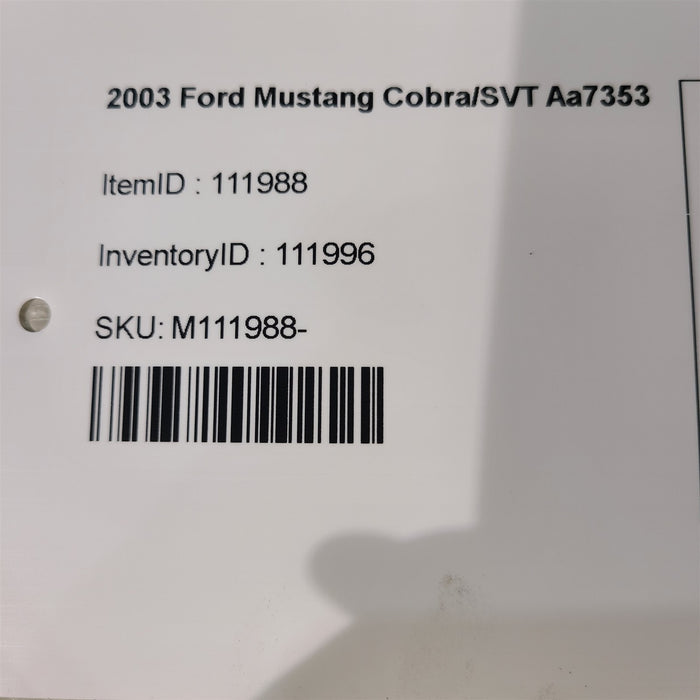 2003 Ford Mustang Cobra/SVT Aa7353
ItemID : 111988
InventoryID : 111996
SKU: M111988-